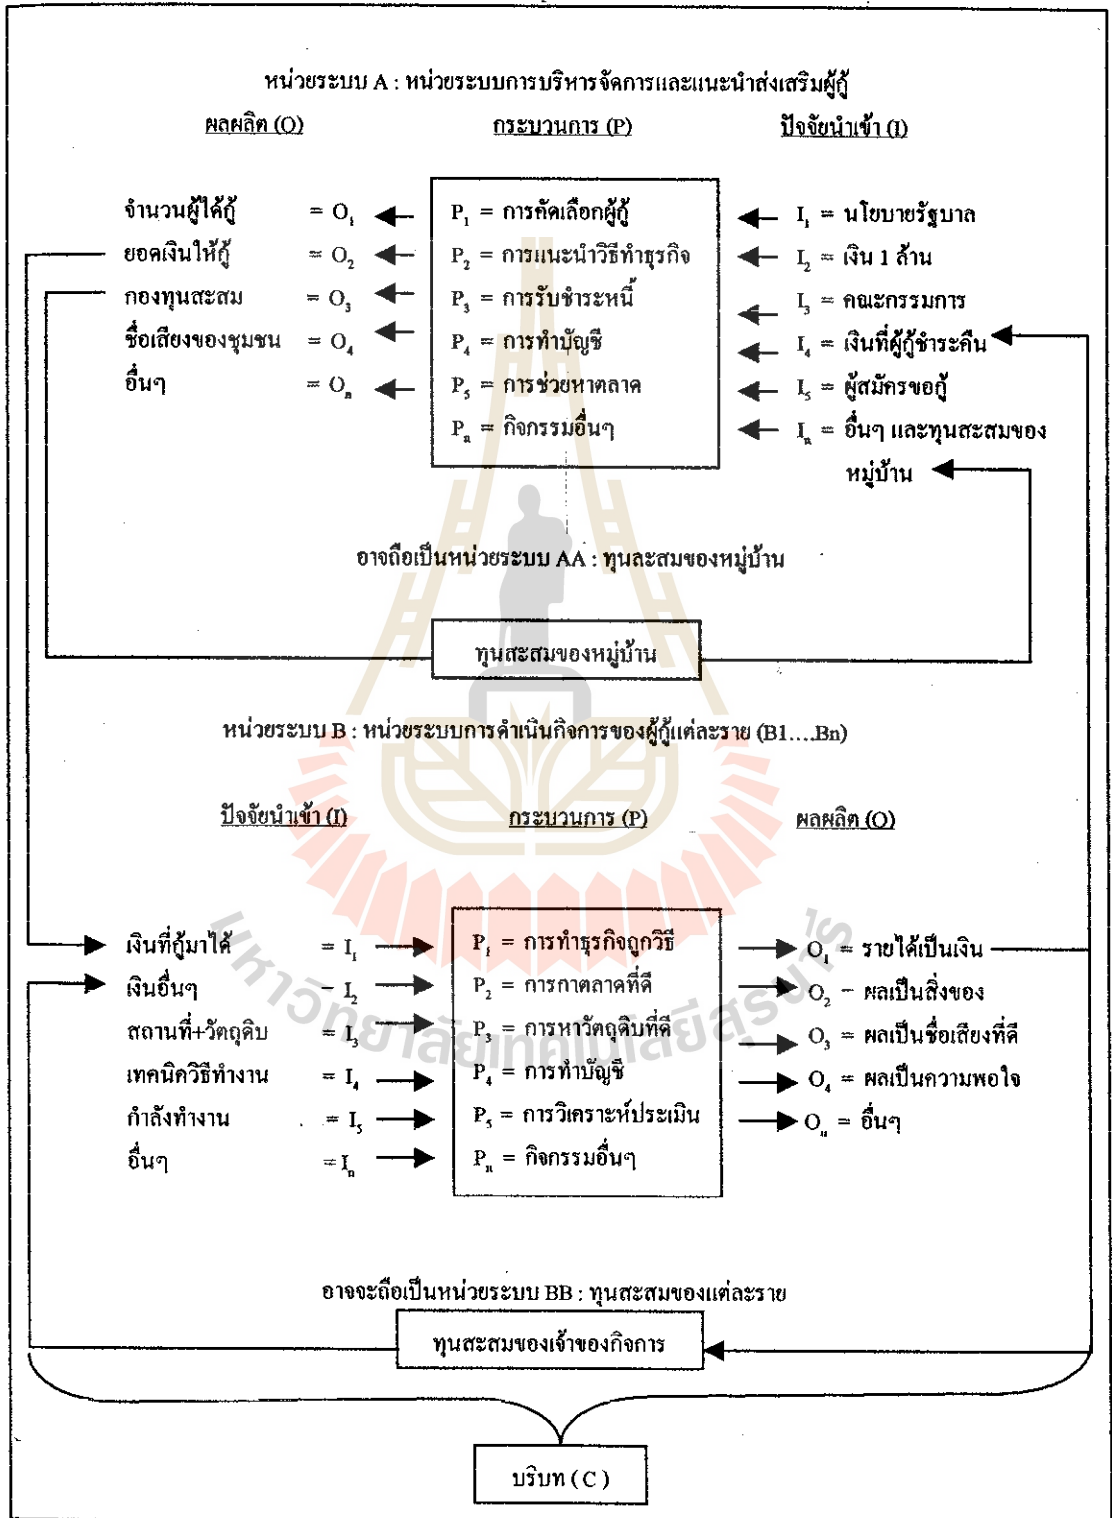 หน่วยระบบ A : หน่วยระบบการบริหารจัดการและแนะนำส่งเสริมผู้กู้
ผลผลิต (O) กระบวนการ (P) ปัจจัยนำเข้า (I)
จำนวนผู้ได้กู้ = O₁ P₁ = การคัดเลือกผู้กู้ I₁ = นโยบายรัฐบาล
ยอดเงินให้กู้ = O₂ P₂ = การแนะนำวิธีทำธุรกิจ I₂ = เงิน 1 ล้าน
กองทุนสะสม = O₃ P₃ = การรับชำระหนี้ I₃ = คณะกรรมการ
ชื่อเสียงของชุมชน = O₄ P₄ = การทำบัญชี I₄ = เงินที่ผู้กู้ชำระคืน
อื่นๆ = Oₙ P₅ = การช่วยหาตลาด I₅ = ผู้สมัครขอกู้
Pₙ = กิจกรรมอื่นๆ Iₙ = อื่นๆ และทุนสะสมของ
หมู่บ้าน
อาจถือเป็นหน่วยระบบ AA : ทุนสะสมของหมู่บ้าน
ทุนสะสมของหมู่บ้าน
หน่วยระบบ B : หน่วยระบบการดำเนินกิจการของผู้กู้แต่ละราย (B1....Bn)
ปัจจัยนำเข้า (I) กระบวนการ (P) ผลผลิต (O)
เงินที่กู้มาได้ = I₁ P₁ = การทำธุรกิจถูกวิธี O₁ = รายได้เป็นเงิน
เงินอื่นๆ = I₂ P₂ = การกาตลาดที่ดี O₂ = ผลเป็นสิ่งของ
สถานที่+วัตถุดิบ = I₃ P₃ = การหาวัตถุดิบที่ดี O₃ = ผลเป็นชื่อเสียงที่ดี
เทคนิควิธีทำงาน = I₄ P₄ = การทำบัญชี O₄ = ผลเป็นความพอใจ
กำลังทำงาน = I₅ P₅ = การวิเคราะห์ประเมิน Oₙ = อื่นๆ
อื่นๆ = Iₙ Pₙ = กิจกรรมอื่นๆ
มหาวิทยาลัยเทคโนโลยีสุรนารี
อาจจะถือเป็นหน่วยระบบ BB : ทุนสะสมของแต่ละราย
ทุนสะสมของเจ้าของกิจการ
บริบท ( C )